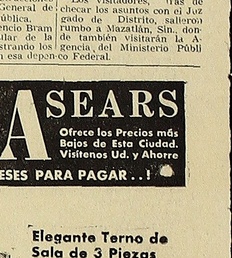 General de
ública.
encio Bram
lar de la
strando los
en esa depen-
Los visitadores, tras de
checar los asuntos con el Juz
gado de Distrito, salieron
rumbo a Mazatlán, Sin., don-
de también visitarán la A
gencia del Ministerio Públi
co Federal.
A SEARS
Ofrece los Precios más
Bajos de Esta Ciudad.
Visítenos Ud. y Ahorre
ESES PARA PAGAR..!
Elegante Terno de
Sala de 3 Piezas